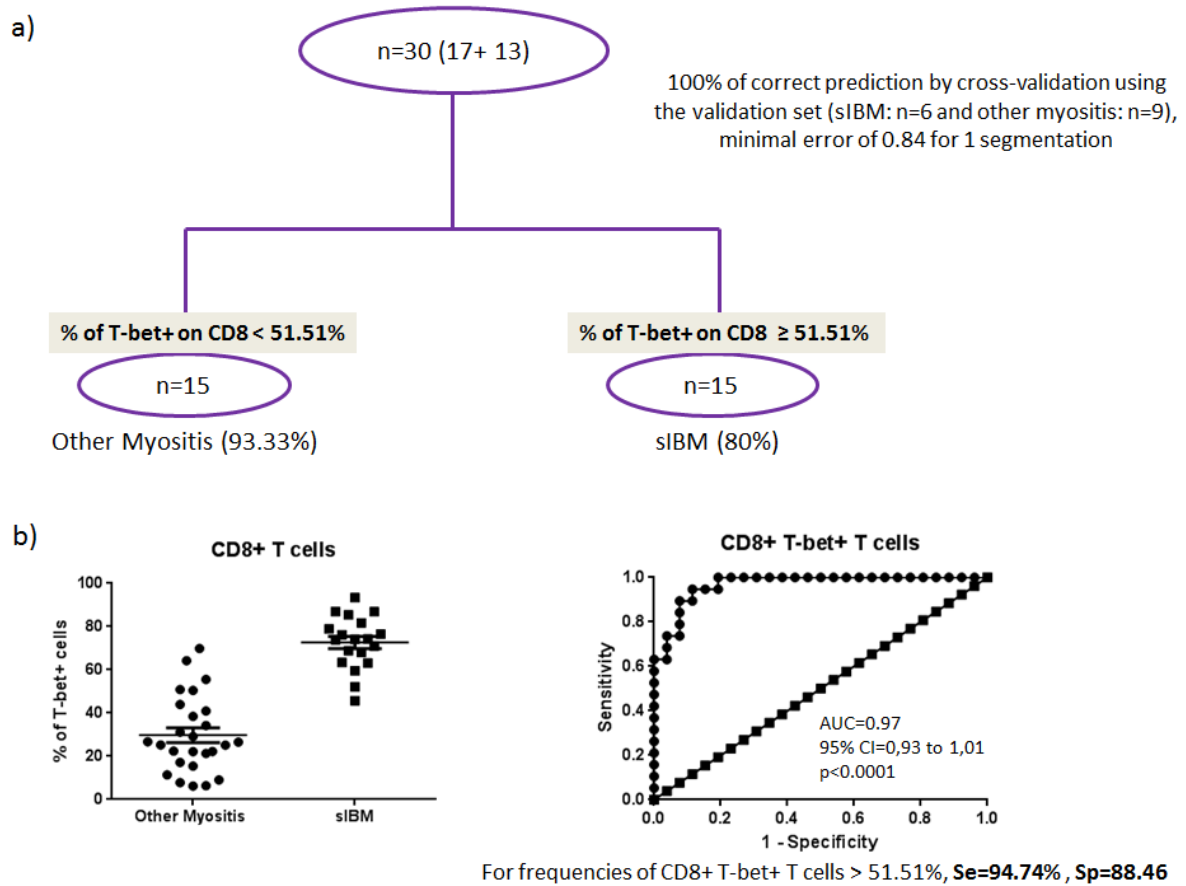 a)
n=30 (17+ 13)
100% of correct prediction by cross-validation using
the validation set (sIBM: n=6 and other myositis: n=9),
minimal error of 0.84 for 1 segmentation
% of T-bet+ on CD8 < 51.51%
% of T-bet+ on CD8 ≥ 51.51%
n=15
n=15
Other Myositis (93.33%)
sIBM (80%)
b)
CD8+ T cells
% of T-bet+ cells
100
80
60
40
20
0
Other Myositis
sIBM
CD8+ T-bet+ T cells
Sensitivity
1.0
0.8
0.6
0.4
0.2
0.0
AUC=0.97
95% CI=0,93 to 1,01
p<0.0001
0.0 0.2 0.4 0.6 0.8 1.0
1 - Specificity
For frequencies of CD8+ T-bet+ T cells > 51.51%, Se=94.74% , Sp=88.46